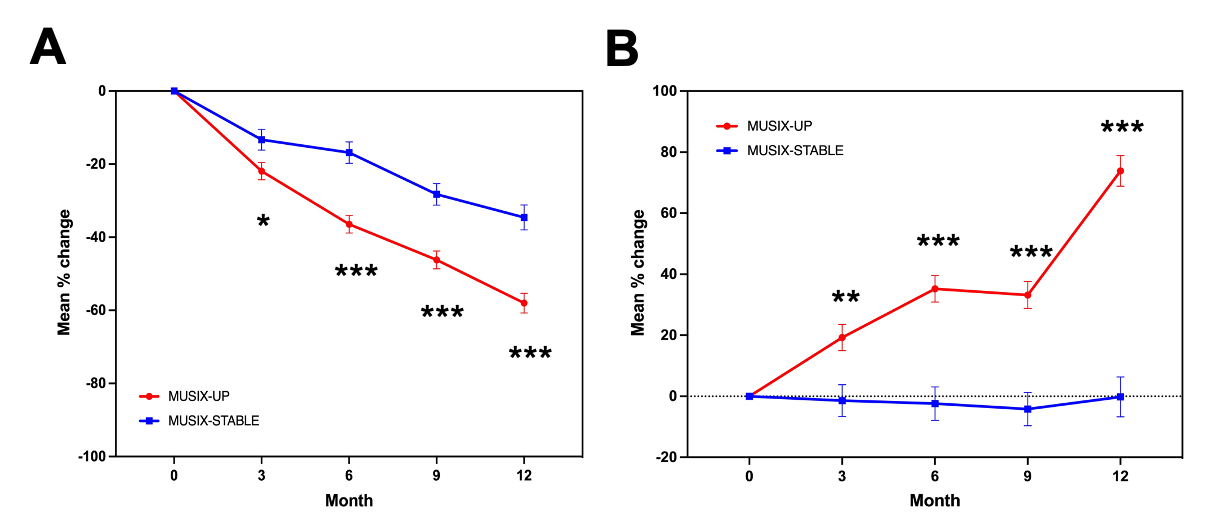 A
Mean % change
0
-20
-40
-60
-80
-100
*
***
***
***
MUSIX-UP
MUSIX-STABLE
0 3 6 9 12
Month
B
Mean % change
100
80
60
40
20
0
-20
MUSIX-UP
MUSIX-STABLE
**
***
***
***
0 3 6 9 12
Month